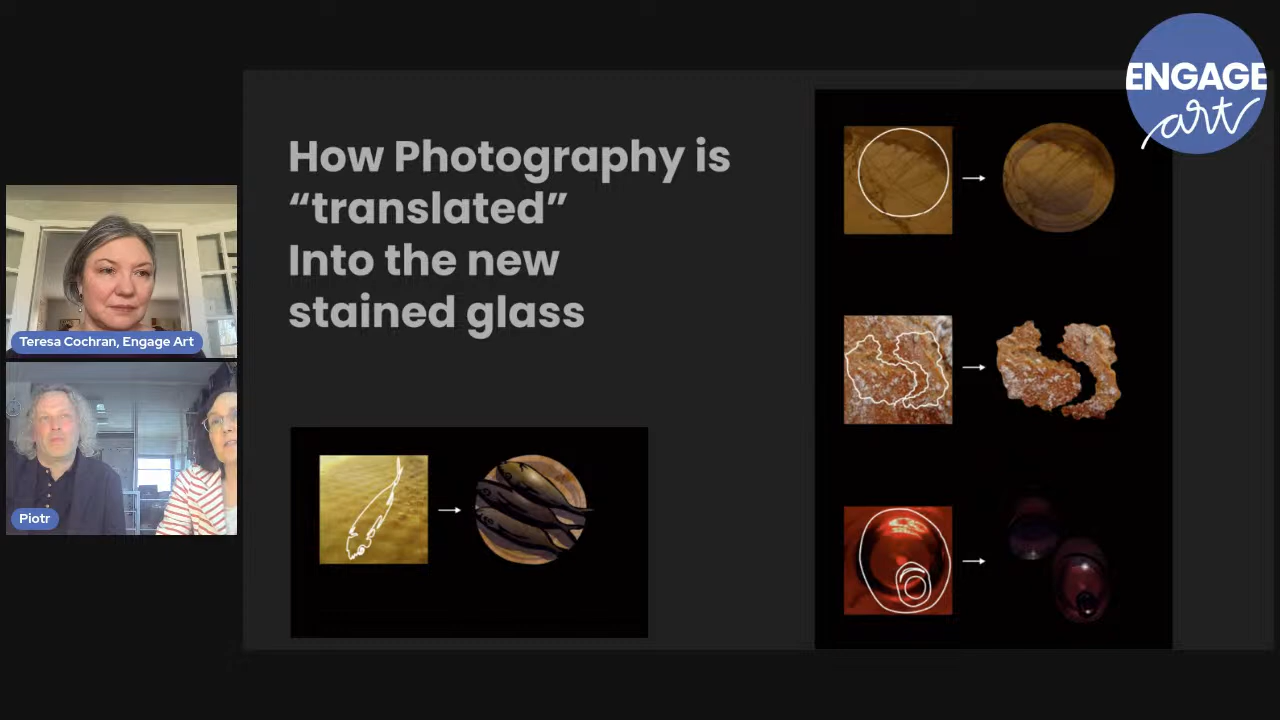 ENGAGE
art
How Photography is
“translated”
Into the new
stained glass
Teresa Cochran, Engage Art
Piotr